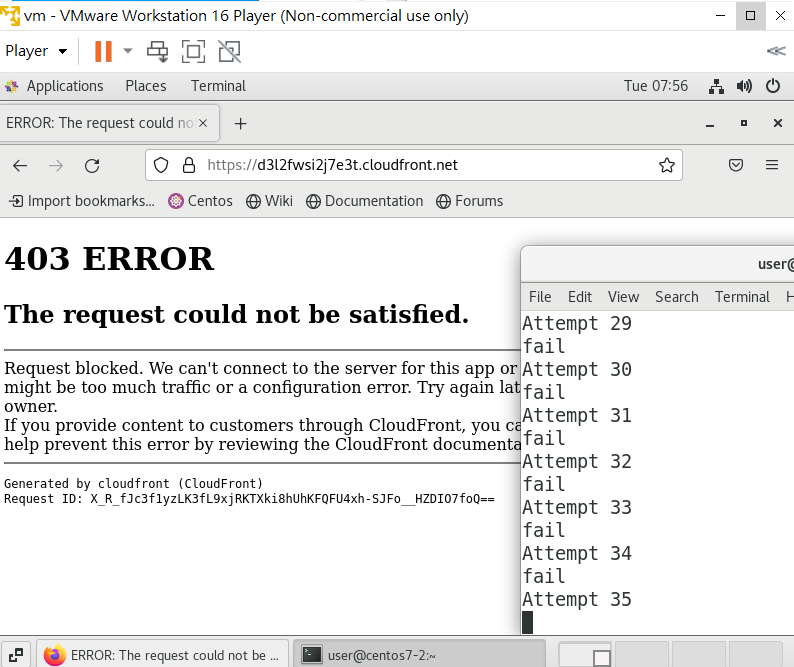 vm - VMware Workstation 16 Player (Non-commercial use only)
Player
Applications Places Terminal Tue 07:56
ERROR: The request could no
https://d3l2fwsi2j7e3t.cloudfront.net
Import bookmarks... Centos Wiki Documentation Forums
403 ERROR
The request could not be satisfied.
Request blocked. We can't connect to the server for this app or
might be too much traffic or a configuration error. Try again lat
owner.
If you provide content to customers through CloudFront, you ca
help prevent this error by reviewing the CloudFront documenta
Generated by cloudfront (CloudFront)
Request ID: X_R_fJc3f1yzLK3fL9xjRKTXki8hUhKFQFU4xh-SJFo__HZDIO7foQ==
user@
File Edit View Search Terminal H
Attempt 29
fail
Attempt 30
fail
Attempt 31
fail
Attempt 32
fail
Attempt 33
fail
Attempt 34
fail
Attempt 35
ERROR: The request could not be ...
user@centos7-2:~